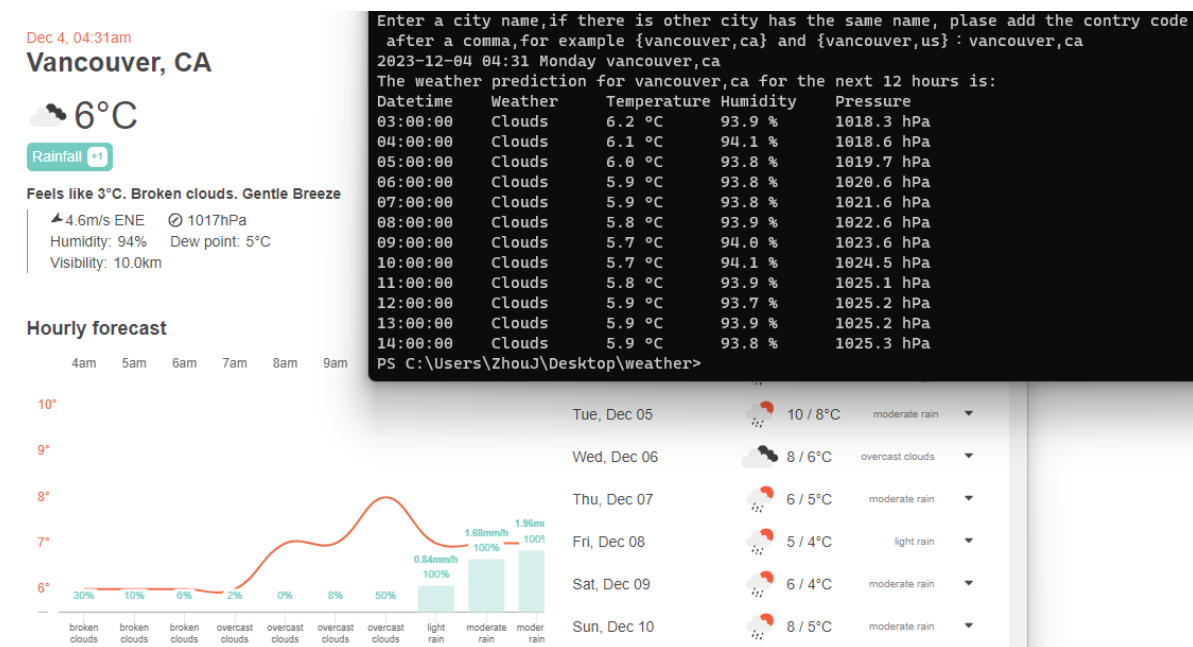 Dec 4, 04:31am
Vancouver, CA
6°C
Rainfall +1
Feels like 3°C. Broken clouds. Gentle Breeze
4.6m/s ENE 1017hPa
Humidity: 94% Dew point: 5°C
Visibility: 10.0km
Hourly forecast
4am 5am 6am 7am 8am 9am
10°
9°
8°
7°
6°
30% 10% 6% 2% 0% 8% 50%
0.84mm/h
100%
1.68mm/h
100%
1.96m
100
broken clouds
broken clouds
broken clouds
overcast clouds
overcast clouds
overcast clouds
overcast clouds
light rain
moderate rain
moder rain
Enter a city name,if there is other city has the same name, plase add the contry code
after a comma,for example {vancouver,ca} and {vancouver,us}：vancouver,ca
2023-12-04 04:31 Monday vancouver,ca
The weather prediction for vancouver,ca for the next 12 hours is:
Datetime Weather Temperature Humidity Pressure
03:00:00 Clouds 6.2 °C 93.9 % 1018.3 hPa
04:00:00 Clouds 6.1 °C 94.1 % 1018.6 hPa
05:00:00 Clouds 6.0 °C 93.8 % 1019.7 hPa
06:00:00 Clouds 5.9 °C 93.8 % 1020.6 hPa
07:00:00 Clouds 5.9 °C 93.8 % 1021.6 hPa
08:00:00 Clouds 5.8 °C 93.9 % 1022.6 hPa
09:00:00 Clouds 5.7 °C 94.0 % 1023.6 hPa
10:00:00 Clouds 5.7 °C 94.1 % 1024.5 hPa
11:00:00 Clouds 5.8 °C 93.9 % 1025.1 hPa
12:00:00 Clouds 5.9 °C 93.7 % 1025.2 hPa
13:00:00 Clouds 5.9 °C 93.9 % 1025.2 hPa
14:00:00 Clouds 5.9 °C 93.8 % 1025.3 hPa
PS C:\Users\ZhouJ\Desktop\weather>
Tue, Dec 05 10 / 8°C moderate rain
Wed, Dec 06 8 / 6°C overcast clouds
Thu, Dec 07 6 / 5°C moderate rain
Fri, Dec 08 5 / 4°C light rain
Sat, Dec 09 6 / 4°C moderate rain
Sun, Dec 10 8 / 5°C moderate rain